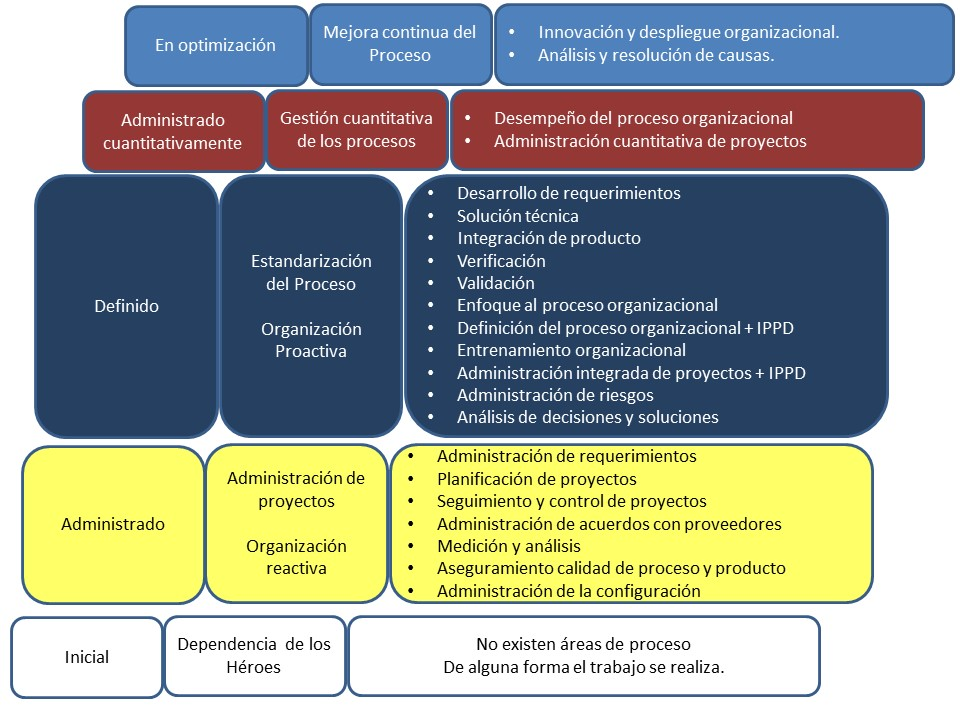 En optimización
Mejora continua del
Proceso
• Innovación y despliegue organizacional.
• Análisis y resolución de causas.
Administrado
cuantitativamente
Gestión cuantitativa
de los procesos
• Desempeño del proceso organizacional
• Administración cuantitativa de proyectos
Definido
Estandarización
del Proceso
Organización
Proactiva
• Desarrollo de requerimientos
• Solución técnica
• Integración de producto
• Verificación
• Validación
• Enfoque al proceso organizacional
• Definición del proceso organizacional + IPPD
• Entrenamiento organizacional
• Administración integrada de proyectos + IPPD
• Administración de riesgos
• Análisis de decisiones y soluciones
Administrado
Administración de
proyectos
Organización
reactiva
• Administración de requerimientos
• Planificación de proyectos
• Seguimiento y control de proyectos
• Administración de acuerdos con proveedores
• Medición y análisis
• Aseguramiento calidad de proceso y producto
• Administración de la configuración
Inicial
Dependencia de los
Héroes
No existen áreas de proceso
De alguna forma el trabajo se realiza.